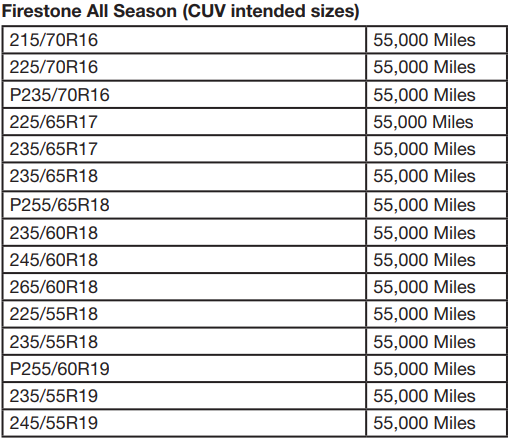 Firestone All Season (CUV intended sizes)
215/70R16 55,000 Miles
225/70R16 55,000 Miles
P235/70R16 55,000 Miles
225/65R17 55,000 Miles
235/65R17 55,000 Miles
235/65R18 55,000 Miles
P255/65R18 55,000 Miles
235/60R18 55,000 Miles
245/60R18 55,000 Miles
265/60R18 55,000 Miles
225/55R18 55,000 Miles
235/55R18 55,000 Miles
P255/60R19 55,000 Miles
235/55R19 55,000 Miles
245/55R19 55,000 Miles